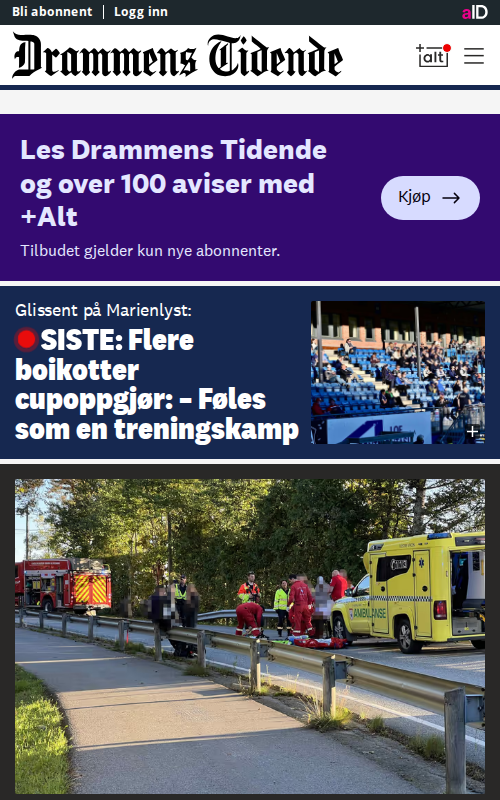 Bli abonnent
Logg inn
aID
Drammens Tidende
+alt
Les Drammens Tidende
og over 100 aviser med
+Alt
Kjøp
Tilbudet gjelder kun nye abonnenter.
Glissent på Marienlyst:
SISTE: Flere
boikotter
cupoppgjør: – Føles
som en treningskamp
AMBULANSE